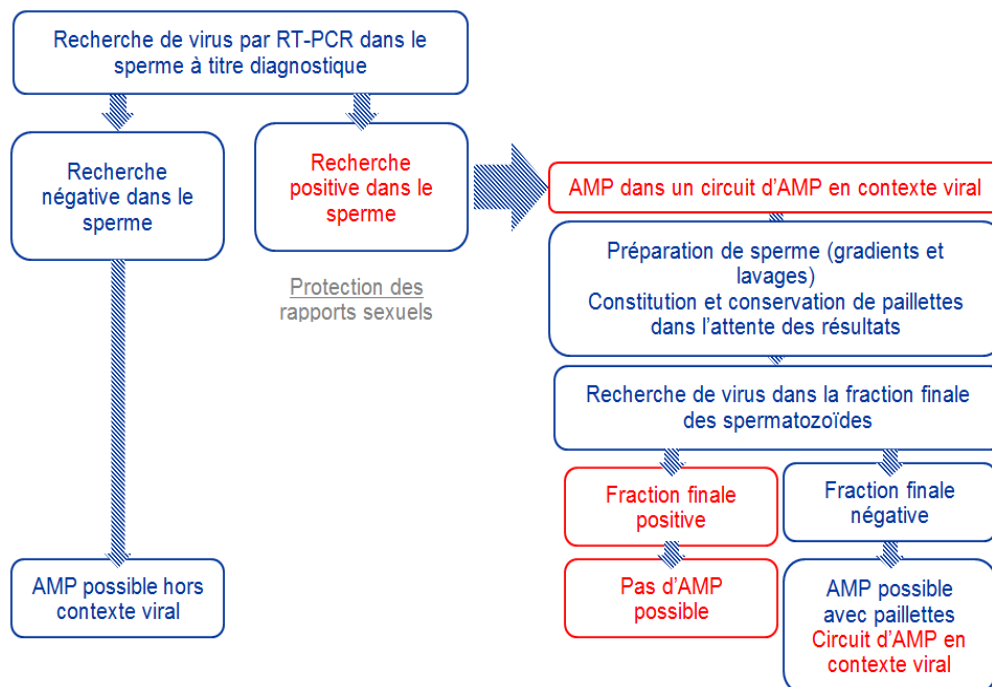 Recherche de virus par RT-PCR dans le
sperme à titre diagnostique
Recherche
négative dans le
sperme
Recherche
positive dans le
sperme
Protection des
rapports sexuels
AMP dans un circuit d'AMP en contexte viral
Préparation de sperme (gradients et
lavages)
Constitution et conservation de paillettes
dans l'attente des résultats
Recherche de virus dans la fraction finale
des spermatozoïdes
Fraction finale
positive
Fraction finale
négative
AMP possible hors
contexte viral
Pas d'AMP
possible
AMP possible
avec paillettes
Circuit d'AMP en
contexte viral